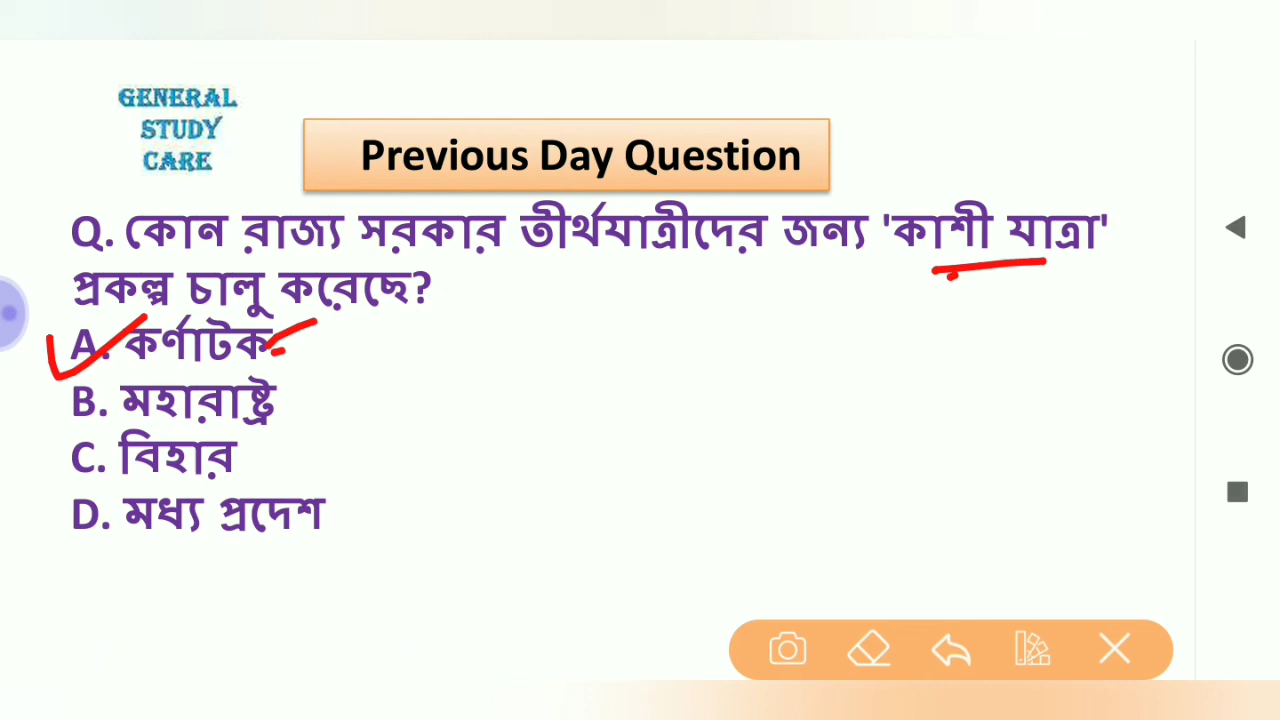 GENERAL
STUDY
CARE
Previous Day Question
Q. কোন রাজ্য সরকার তীর্থযাত্রীদের জন্য 'কাশী যাত্রা'
প্রকল্প চালু করেছে?
A. কর্ণাটক
B. মহারাষ্ট্র
C. বিহার
D. মধ্য প্রদেশ